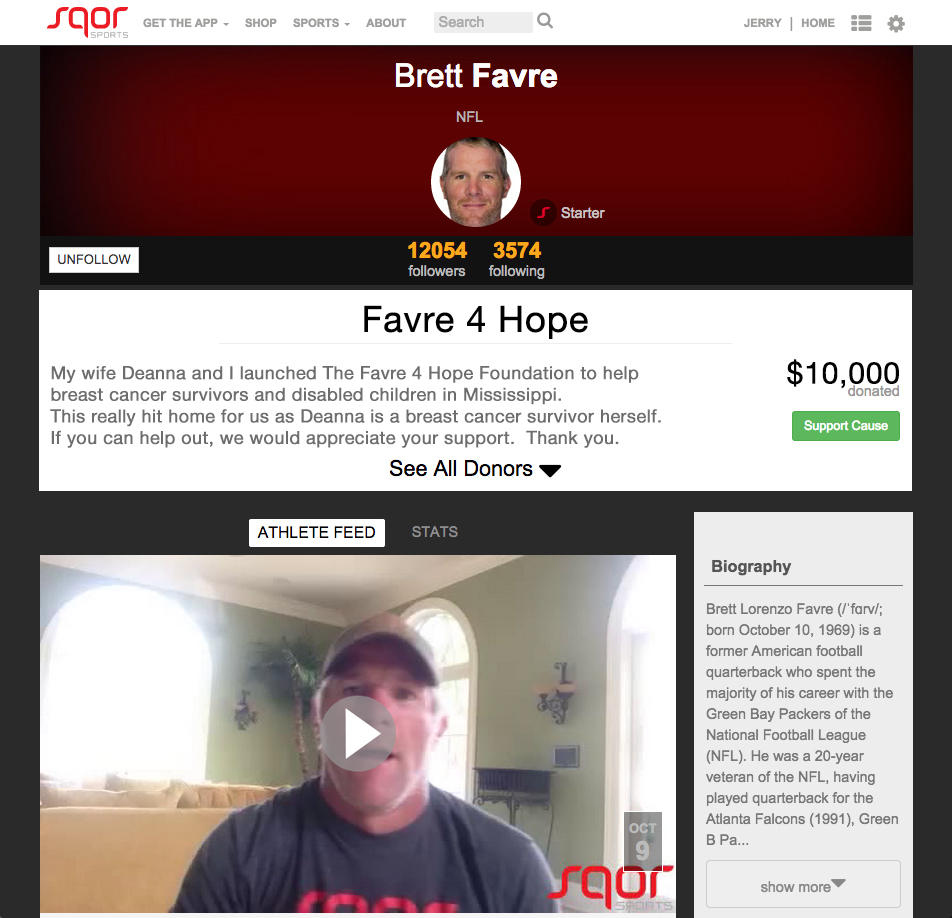 sqor
SPORTS
GET THE APP
SHOP
SPORTS
ABOUT
Search
JERRY | HOME
Brett Favre
NFL
Starter
UNFOLLOW
12054 3574
followers following
Favre 4 Hope
My wife Deanna and I launched The Favre 4 Hope Foundation to help
breast cancer survivors and disabled children in Mississippi.
This really hit home for us as Deanna is a breast cancer survivor herself.
If you can help out, we would appreciate your support.  Thank you.
$10,000
donated
Support Cause
See All Donors
ATHLETE FEED STATS
OCT
9
sqor
SPORTS
sqor
Biography
Brett Lorenzo Favre (/ˈfɑrv/;
born October 10, 1969) is a
former American football
quarterback who spent the
majority of his career with the
Green Bay Packers of the
National Football League
(NFL). He was a 20-year
veteran of the NFL, having
played quarterback for the
Atlanta Falcons (1991), Green
B Pa...
show more